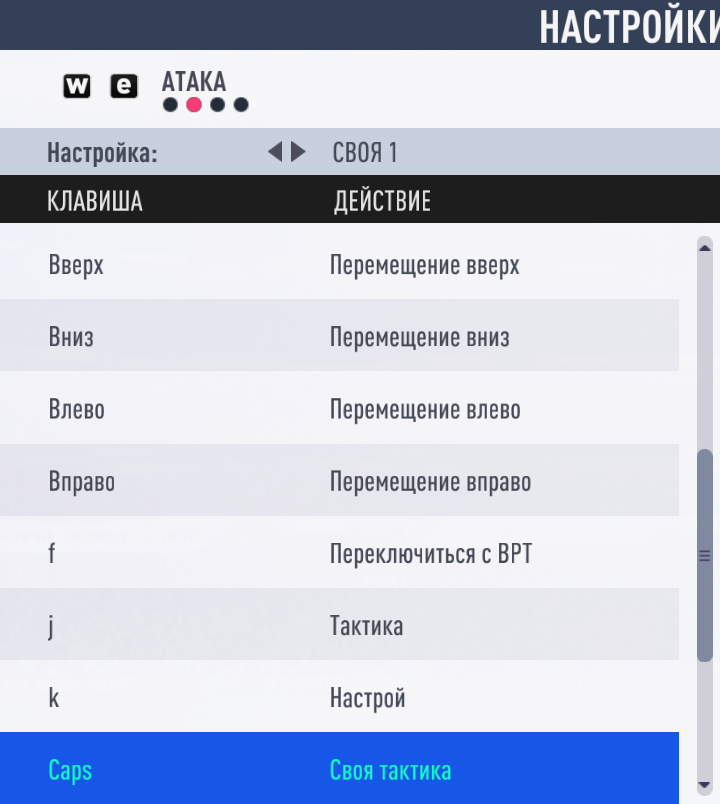 НАСТРОЙКИ
w e АТАКА
Настройка: СВОЯ 1
КЛАВИША ДЕЙСТВИЕ
Вверх Перемещение вверх
Вниз Перемещение вниз
Влево Перемещение влево
Вправо Перемещение вправо
f Переключиться с ВРТ
j Тактика
k Настрой
Caps Своя тактика